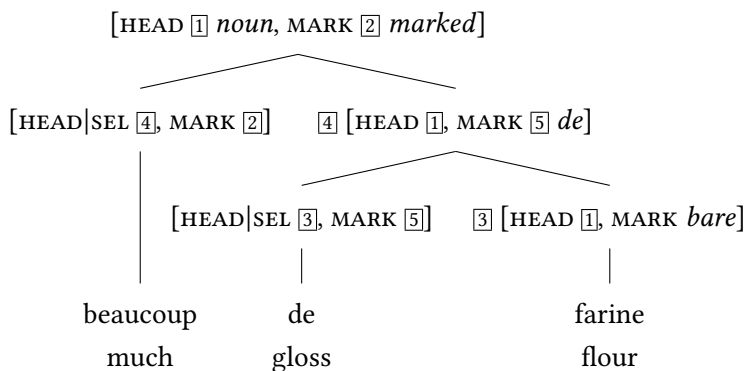 [HEAD 1 noun, MARK 2 marked]
[HEAD|SEL 4, MARK 2] 4 [HEAD 1, MARK 5 de]
[HEAD|SEL 3, MARK 5] 3 [HEAD 1, MARK bare]
beaucoup de farine
much gloss flour